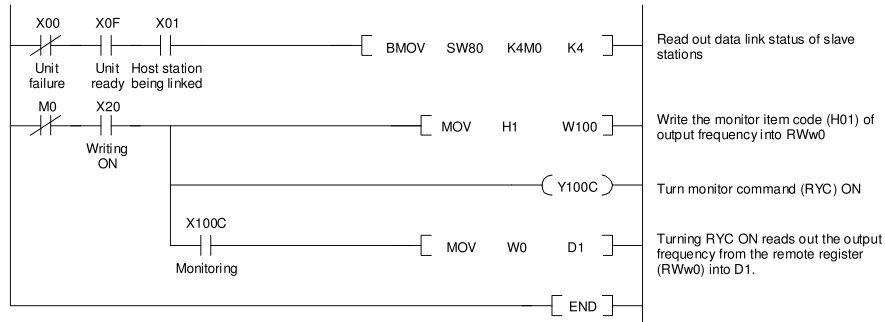 X00 X0F X01
BMOV SW80 K4M0 K4
Read out data link status of slave
stations
Unit Unit Host station
failure ready being linked
M0 X20
MOV H1 W100
Write the monitor item code (H01) of
output frequency into RWw0
Writing
ON
Y100C
Turn monitor command (RYC) ON
X100C
MOV W0 D1
Turning RYC ON reads out the output
frequency from the remote register
(RWw0) into D1.
Monitoring
END